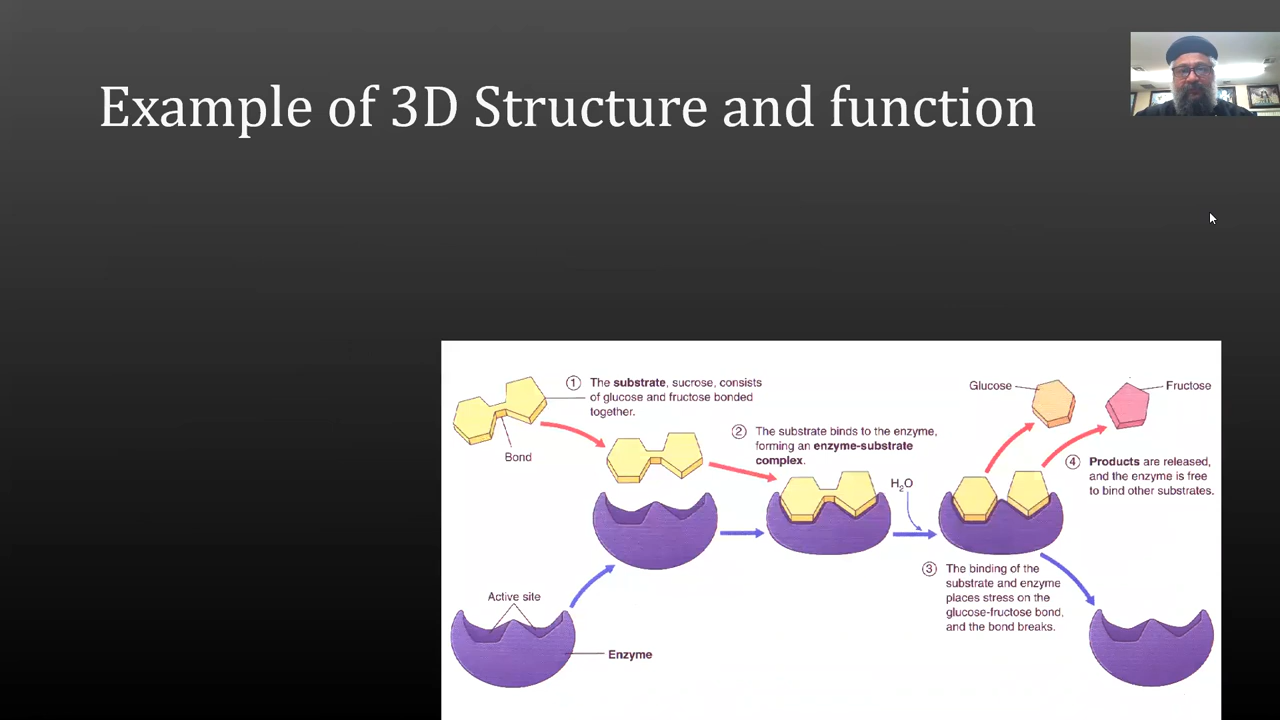 Example of 3D Structure and function
1 The substrate, sucrose, consists
of glucose and fructose bonded
together.
Bond
2 The substrate binds to the enzyme,
forming an enzyme-substrate
complex.
H2O
Glucose
Fructose
4 Products are released,
and the enzyme is free
to bind other substrates.
3 The binding of the
substrate and enzyme
places stress on the
glucose-fructose bond,
and the bond breaks.
Active site
Enzyme